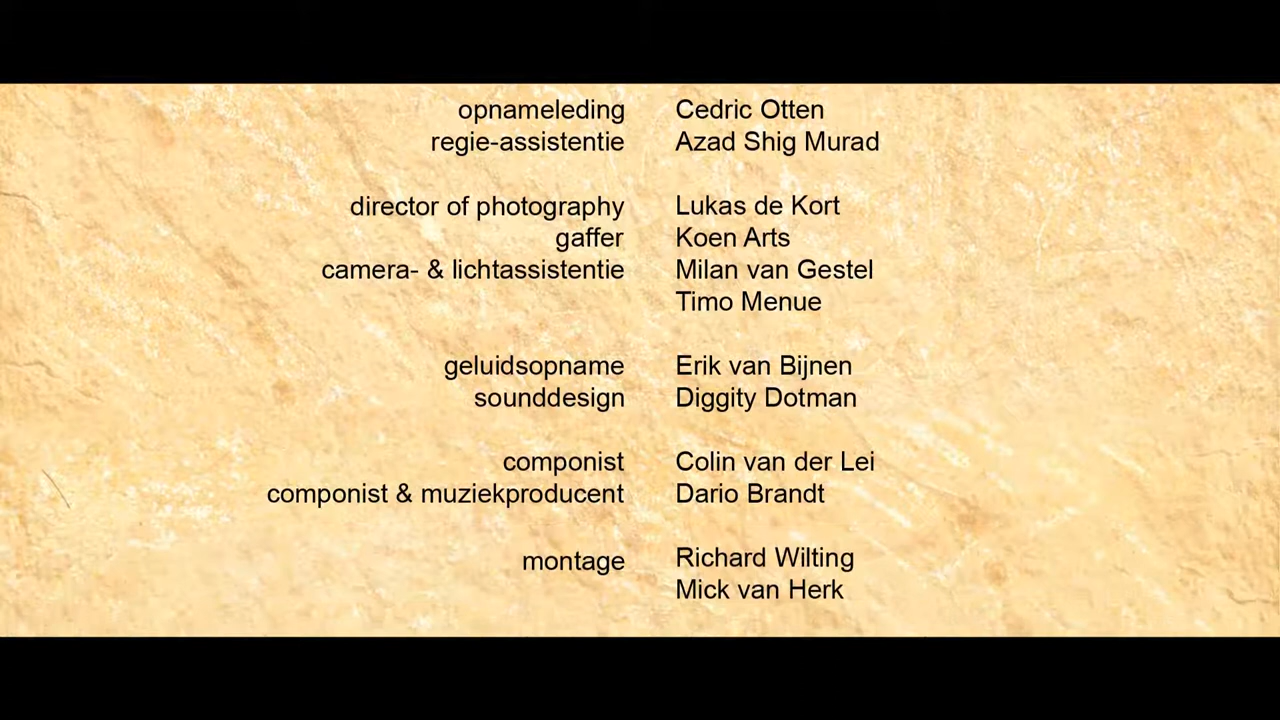 opnameleding Cedric Otten
regie-assistentie Azad Shig Murad
director of photography Lukas de Kort
gaffer Koen Arts
camera- & lichtassistentie Milan van Gestel
Timo Menue
geluidsopname Erik van Bijnen
sounddesign Diggity Dotman
componist Colin van der Lei
componist & muziekproducent Dario Brandt
montage Richard Wilting
Mick van Herk